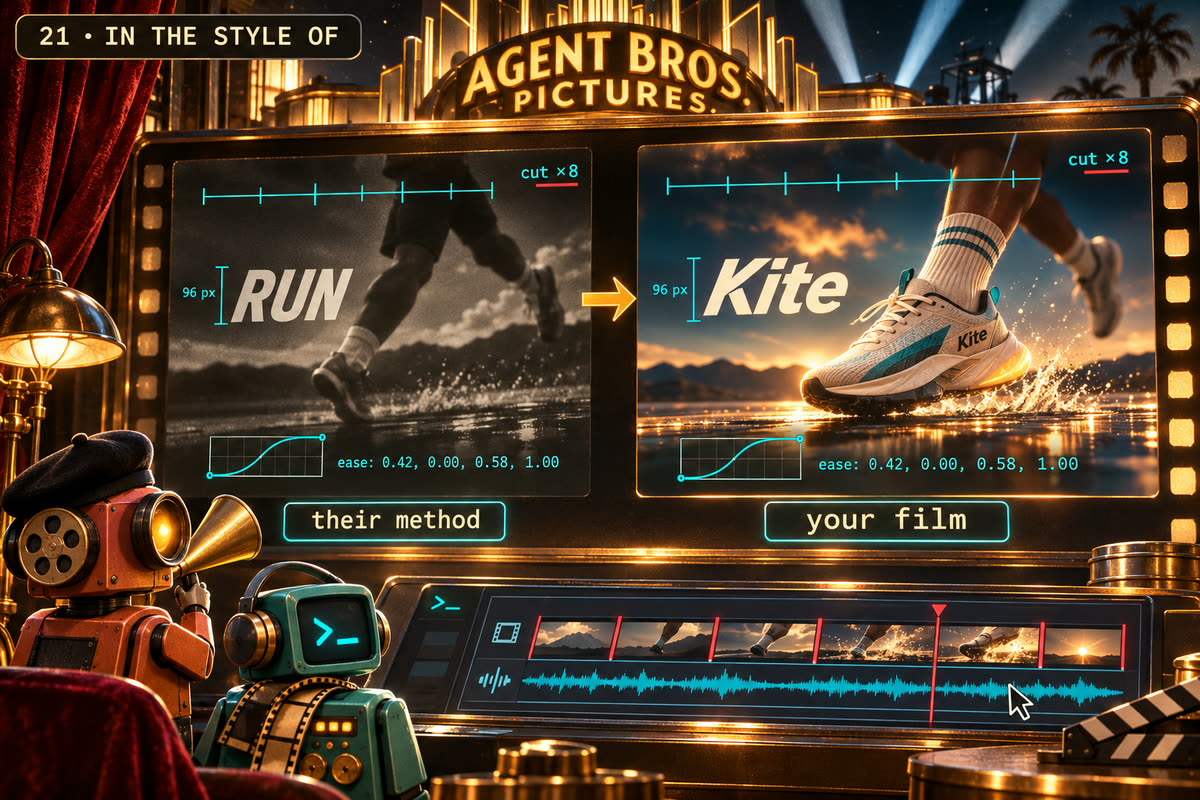 21 • IN THE STYLE OF
AGENT BROS.
PICTURES.
cut ×8
96 px
RUN
ease: 0.42, 0.00, 0.58, 1.00
their method
cut ×8
96 px
Kite
Kite
ease: 0.42, 0.00, 0.58, 1.00
your film
>_
>_